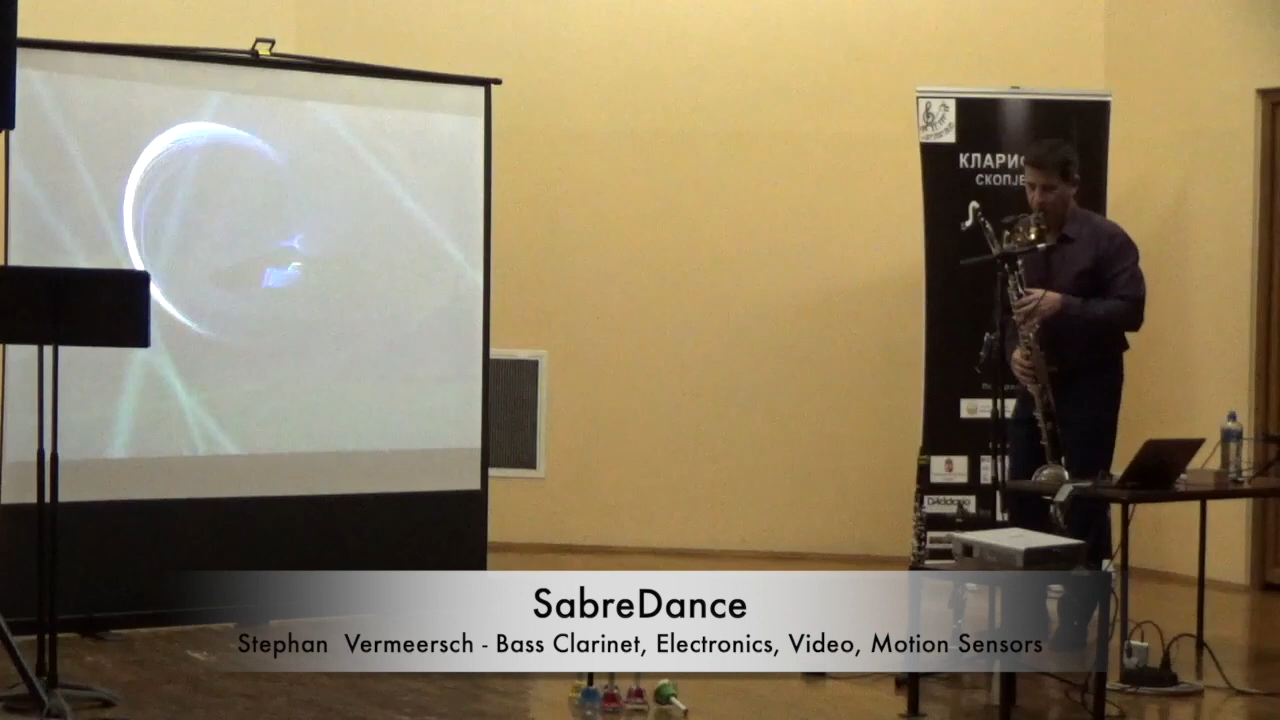 КЛАРИ
СКОПЈЕ
D'Addario
SabreDance
Stephan Vermeersch - Bass Clarinet, Electronics, Video, Motion Sensors